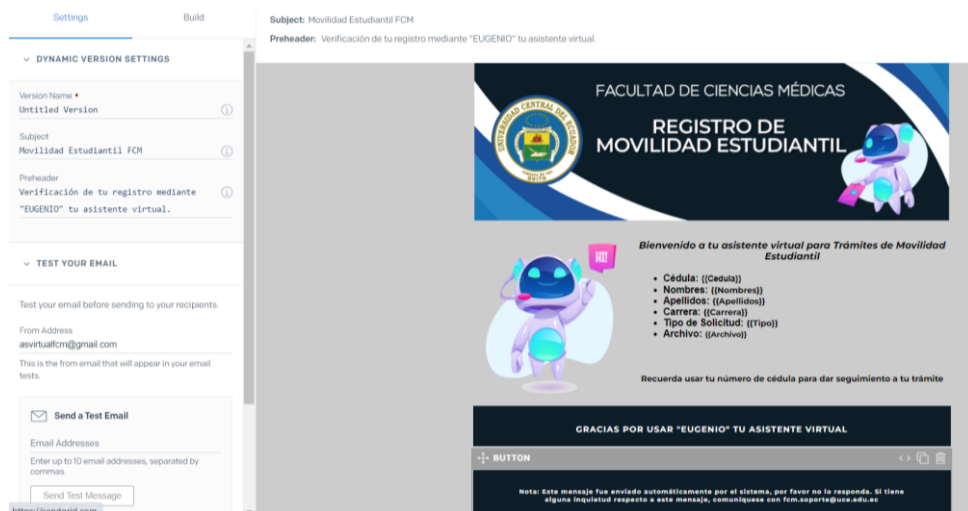 Settings
Build
DYNAMIC VERSION SETTINGS
Version Name •
Untitled Version
Subject
Movilidad Estudiantil FCM
Preheader
Verificación de tu registro mediante
"EUGENIO" tu asistente virtual.
TEST YOUR EMAIL
Test your email before sending to your recipients.
From Address
asvirtualfcm@gmail.com
This is the from email that will appear in your email
tests.
Send a Test Email
Email Addresses
Enter up to 10 email addresses, separated by
commas.
Send Test Message
Subject: Movilidad Estudiantil FCM
Preheader: Verificación de tu registro mediante "EUGENIO" tu asistente virtual.
UNIVERSIDAD CENTRAL DEL ECUADOR
QUITO
FACULTAD DE CIENCIAS MÉDICAS
REGISTRO DE
MOVILIDAD ESTUDIANTIL
HI!
Bienvenido a tu asistente virtual para Trámites de Movilidad
Estudiantil
• Cédula: {{Cedula}}
• Nombres: {{Nombres}}
• Apellidos: {{Apellidos}}
• Carrera: {{Carrera}}
• Tipo de Solicitud: {{Tipo}}
• Archivo: {{Archivo}}
Recuerda usar tu número de cédula para dar seguimiento a tu trámite
GRACIAS POR USAR "EUGENIO" TU ASISTENTE VIRTUAL
BUTTON
Nota: Este mensaje fue enviado automáticamente por el sistema, por favor no lo responda. Si tiene
alguna inquietud respecto a este mensaje, comuníquese con fcm.soporte@uce.edu.ec